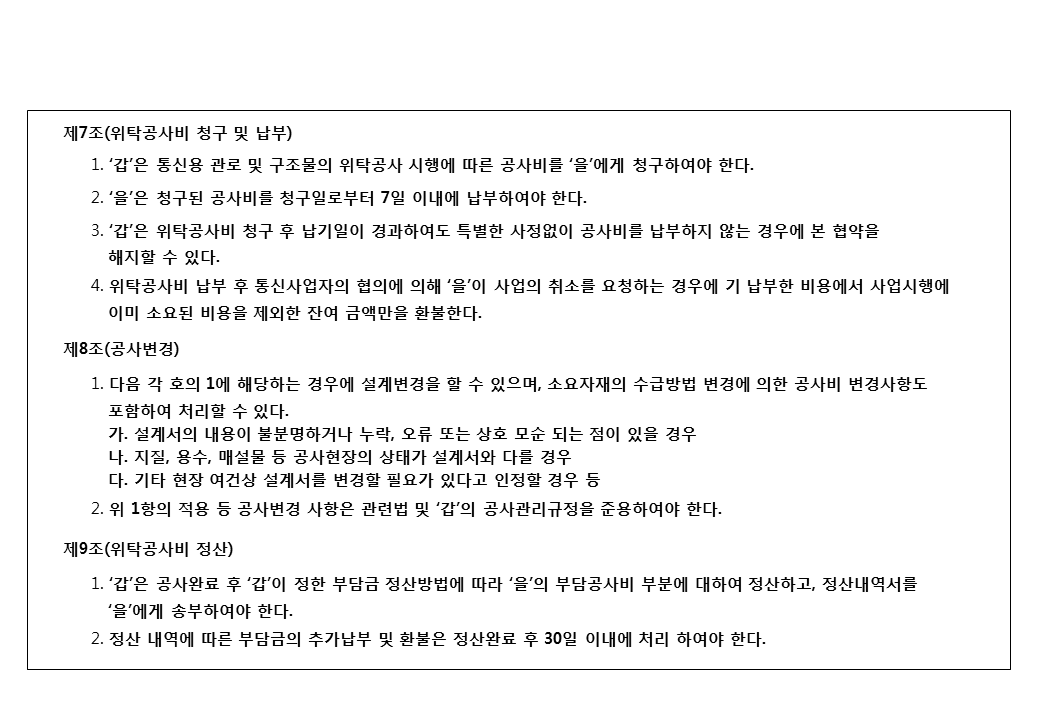 제7조(위탁공사비 청구 및 납부)
1. ‘갑’은 통신용 관로 및 구조물의 위탁공사 시행에 따른 공사비를 ‘을’에게 청구하여야 한다.
2. ‘을’은 청구된 공사비를 청구일로부터 7일 이내에 납부하여야 한다.
3. ‘갑’은 위탁공사비 청구 후 납기일이 경과하여도 특별한 사정없이 공사비를 납부하지 않는 경우에 본 협약을
해지할 수 있다.
4. 위탁공사비 납부 후 통신사업자의 협의에 의해 ‘을’이 사업의 취소를 요청하는 경우에 기 납부한 비용에서 사업시행에
이미 소요된 비용을 제외한 잔여 금액만을 환불한다.
제8조(공사변경)
1. 다음 각 호의 1에 해당하는 경우에 설계변경을 할 수 있으며, 소요자재의 수급방법 변경에 의한 공사비 변경사항도
포함하여 처리할 수 있다.
가. 설계서의 내용이 불분명하거나 누락, 오류 또는 상호 모순 되는 점이 있을 경우
나. 지질, 용수, 매설물 등 공사현장의 상태가 설계서와 다를 경우
다. 기타 현장 여건상 설계서를 변경할 필요가 있다고 인정할 경우 등
2. 위 1항의 적용 등 공사변경 사항은 관련법 및 ‘갑’의 공사관리규정을 준용하여야 한다.
제9조(위탁공사비 정산)
1. ‘갑’은 공사완료 후 ‘갑’이 정한 부담금 정산방법에 따라 ‘을’의 부담공사비 부분에 대하여 정산하고, 정산내역서를
‘을’에게 송부하여야 한다.
2. 정산 내역에 따른 부담금의 추가납부 및 환불은 정산완료 후 30일 이내에 처리 하여야 한다.